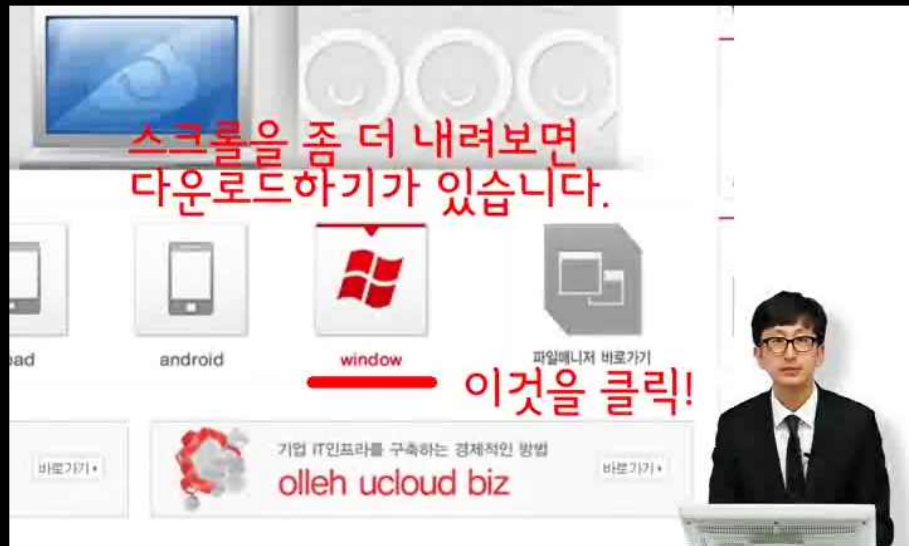 스크롤을 좀 더 내려보면
다운로드하기가 있습니다.
ad
android
window
파일매니저 바로가기
이것을 클릭!
바로가기
기업 IT인프라를 구축하는 경제적인 방법
olleh ucloud biz
바로가기